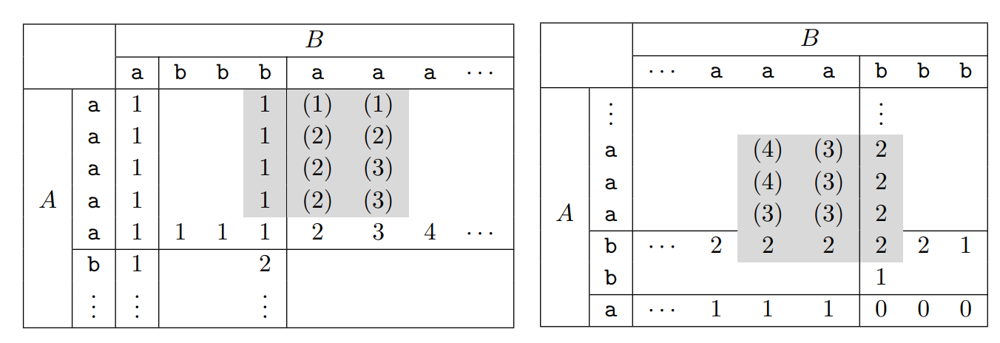 B
a b b b a a a ⋯
a 1 1 (1) (1)
a 1 1 (2) (2)
a 1 1 (2) (3)
A a 1 1 (2) (3)
a 1 1 1 1 2 3 4 ⋯
b 1 2
⋮ ⋮ ⋮
B
⋯ a a a b b b
⋮ ⋮
a (4) (3) 2
a (4) (3) 2
A a (3) (3) 2
b ⋯ 2 2 2 2 2 1
b 1
a ⋯ 1 1 1 0 0 0